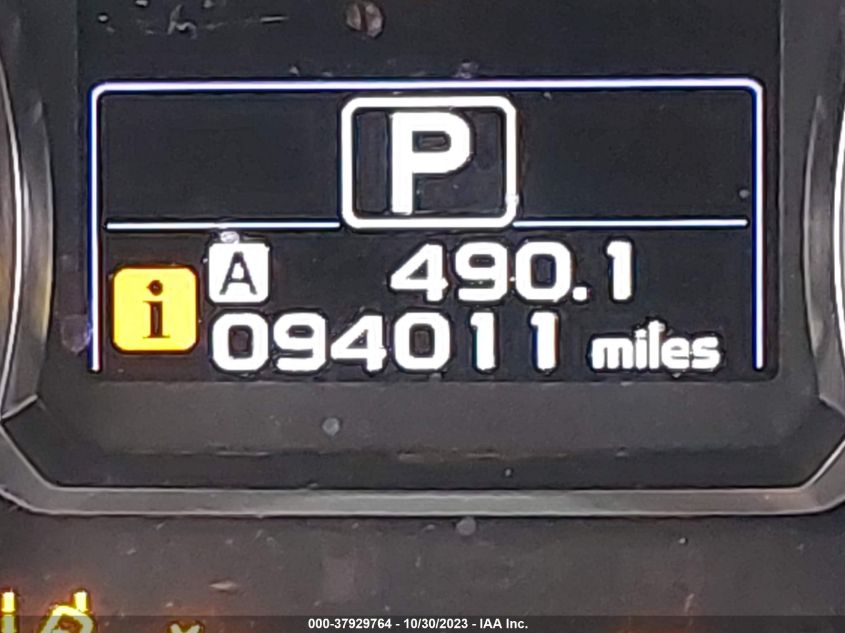 P
A 490.1
i 094011 miles
000-37929764 - 10/30/2023 - IAA Inc.